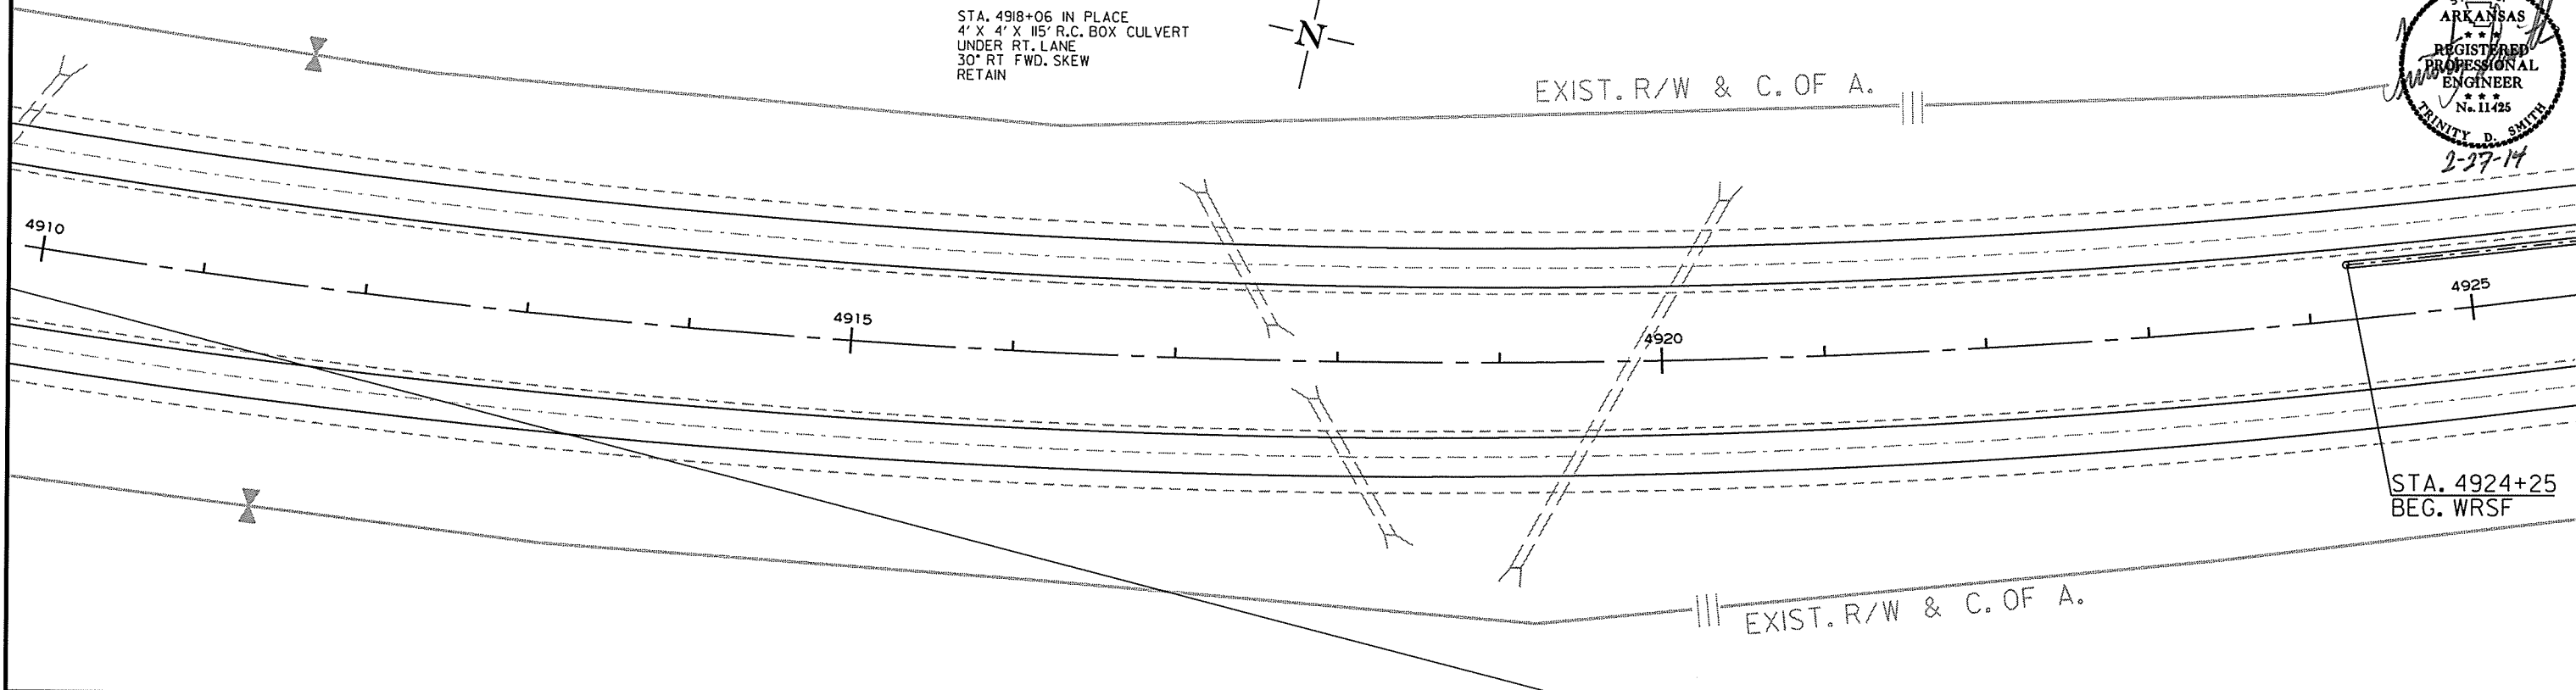 STA. 4918+06 IN PLACE
4' X 4' X 115' R.C. BOX CULVERT
UNDER RT. LANE
30° RT FWD. SKEW
RETAIN
N
EXIST. R/W & C. OF A.
ARKANSAS
★ ★ ★
REGISTERED
PROFESSIONAL
ENGINEER
★ ★ ★
No. 11425
TRINITY D. SMITH
2-27-14
4910
4915
4920
4925
STA. 4924+25
BEG. WRSF
EXIST. R/W & C. OF A.